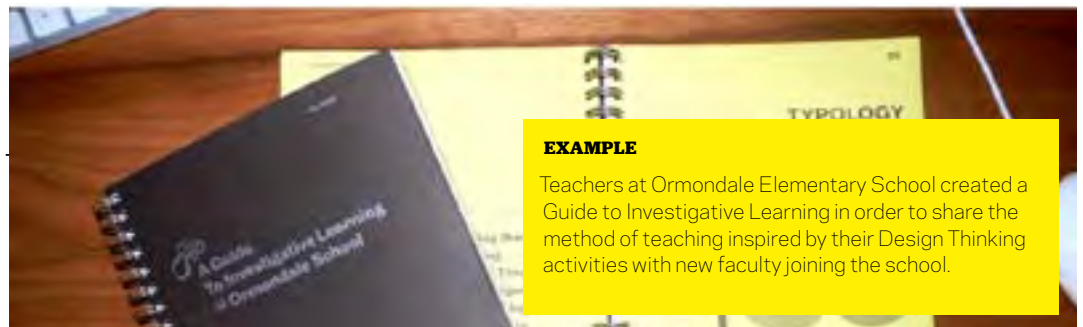 TYPOLOGY
EXAMPLE
Teachers at Ormondale Elementary School created a
Guide to Investigative Learning in order to share the
method of teaching inspired by their Design Thinking
activities with new faculty joining the school.
A Guide
To Investigative Learning
at Ormondale School